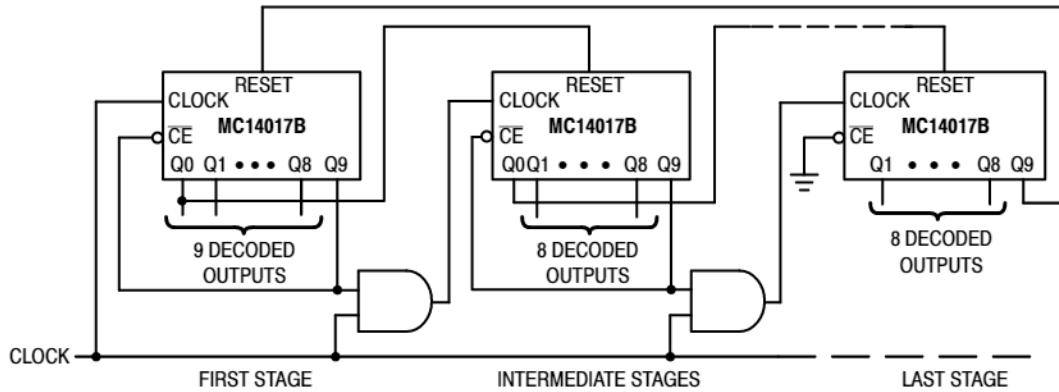 RESET
CLOCK
MC14017B
CE
Q0 Q1 • • • Q8 Q9
9 DECODED
OUTPUTS
RESET
CLOCK
MC14017B
CE
Q0 Q1 • • • Q8 Q9
8 DECODED
OUTPUTS
RESET
CLOCK
MC14017B
CE
Q1 • • • Q8 Q9
8 DECODED
OUTPUTS
CLOCK
FIRST STAGE
INTERMEDIATE STAGES
LAST STAGE